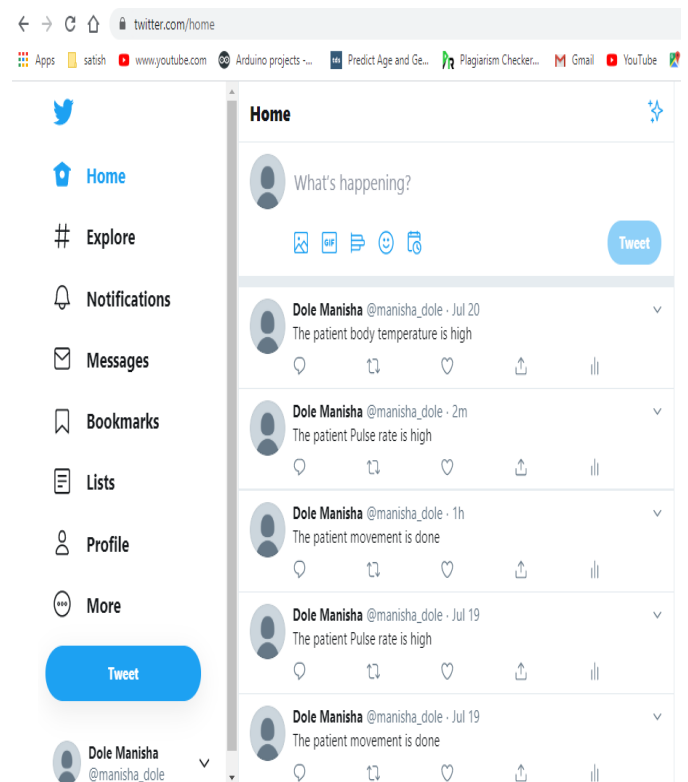 twitter.com/home
Apps satish www.youtube.com Arduino projects -... tds Predict Age and Ge... Plagiarism Checker... Gmail YouTube
Home
What's happening?
GIF
Tweet
Home
Explore
Notifications
Messages
Bookmarks
Lists
Profile
More
Tweet
Dole Manisha
@manisha_dole
Dole Manisha @manisha_dole · Jul 20
The patient body temperature is high
Dole Manisha @manisha_dole · 2m
The patient Pulse rate is high
Dole Manisha @manisha_dole · 1h
The patient movement is done
Dole Manisha @manisha_dole · Jul 19
The patient Pulse rate is high
Dole Manisha @manisha_dole · Jul 19
The patient movement is done